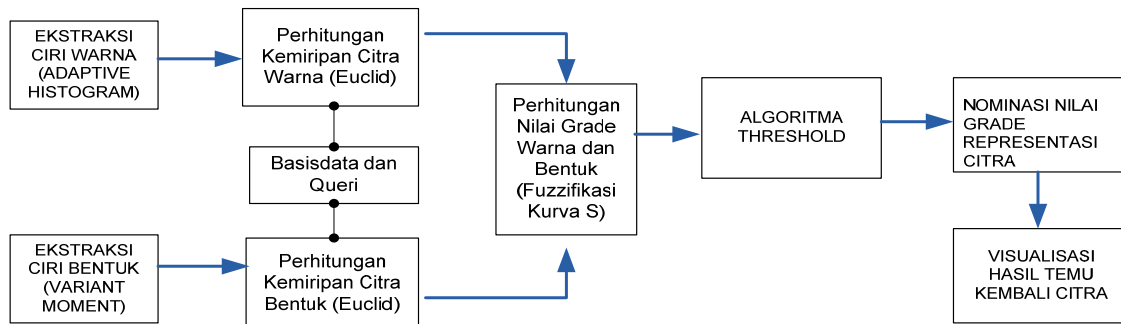 EKSTRAKSI
CIRI WARNA
(ADAPTIVE
HISTOGRAM)
Perhitungan
Kemiripan Citra
Warna (Euclid)
Basisdata dan
Queri
EKSTRAKSI
CIRI BENTUK
(VARIANT
MOMENT)
Perhitungan
Kemiripan Citra
Bentuk (Euclid)
Perhitungan
Nilai Grade
Warna dan
Bentuk
(Fuzzifikasi
Kurva S)
ALGORITMA
THRESHOLD
NOMINASI NILAI
GRADE
REPRESENTASI
CITRA
VISUALISASI
HASIL TEMU
KEMBALI CITRA